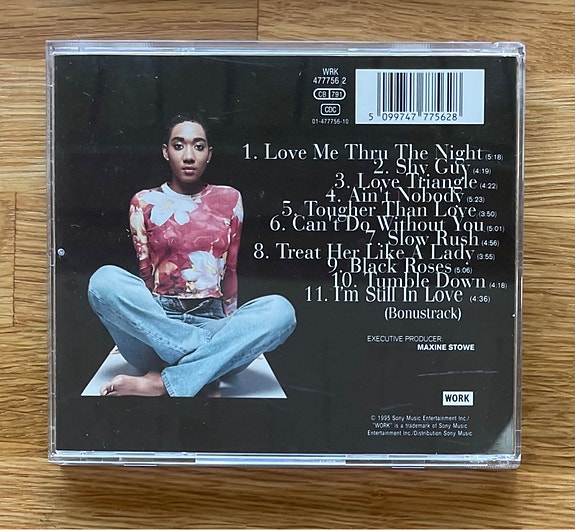 WRK
477756 2
CB 791
CDC
01-477756-10
5 099747 775628
1. Love Me Thru The Night (5:18)
2. Shy Guy (4:19)
3. Love Triangle (4:22)
4. Ain't Nobody (5:23)
5. Tougher Than Love (3:50)
6. Can't Do Without You (5:01)
7. Slow Rush (4:56)
8. Treat Her Like A Lady (3:55)
9. Black Roses (5:06)
10. Tumble Down (4:18)
11. I'm Still In Love (4:36)
(Bonustrack)
EXECUTIVE PRODUCER:
MAXINE STOWE
WORK
© 1995 Sony Music Entertainment Inc./
"WORK" is a trademark of Sony Music
Entertainment Inc./Distribution Sony Music